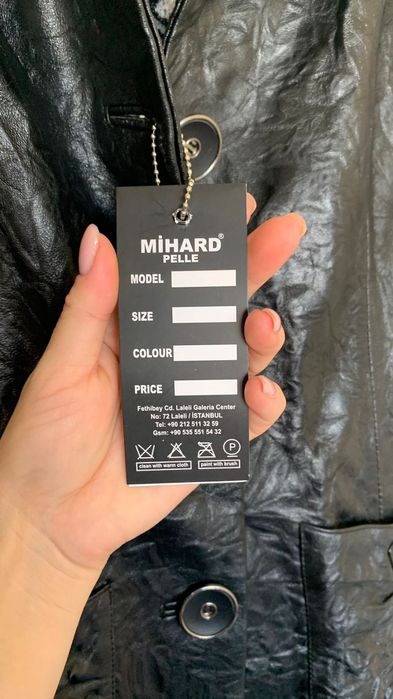 MİHARD®
PELLE
MODEL
SIZE
COLOUR
PRICE
Fethibey Cd. Laleli Galeria Center
No: 72 Laleli / İSTANBUL
Tel: +90 212 511 32 59
Gsm: +90 535 551 54 32
P
clean with warm cloth paint with brush